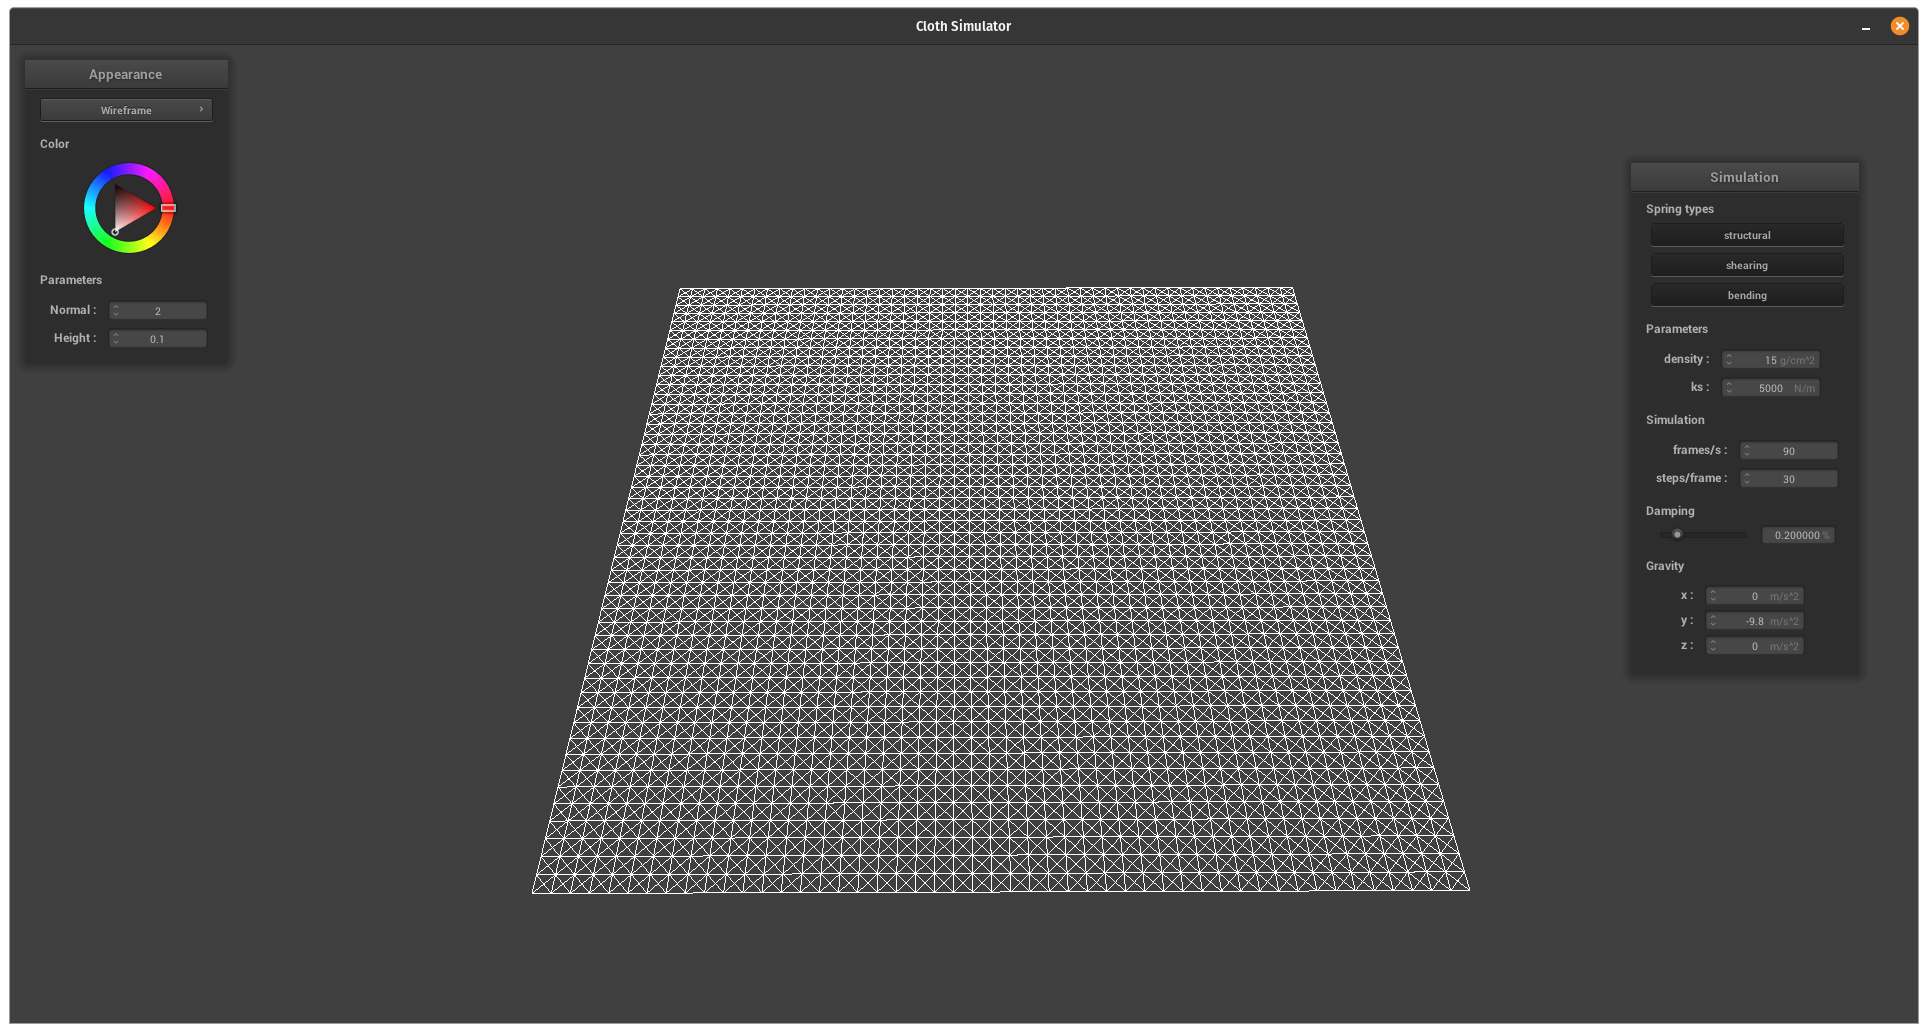 Cloth Simulator
Appearance
Wireframe
Color
Parameters
Normal : 2
Height : 0.1
Simulation
Spring types
structural
shearing
bending
Parameters
density : 15 g/cm^2
ks : 5000 N/m
Simulation
frames/s : 90
steps/frame : 30
Damping
0.200000 %
Gravity
x : 0 m/s^2
y : -9.8 m/s^2
z : 0 m/s^2